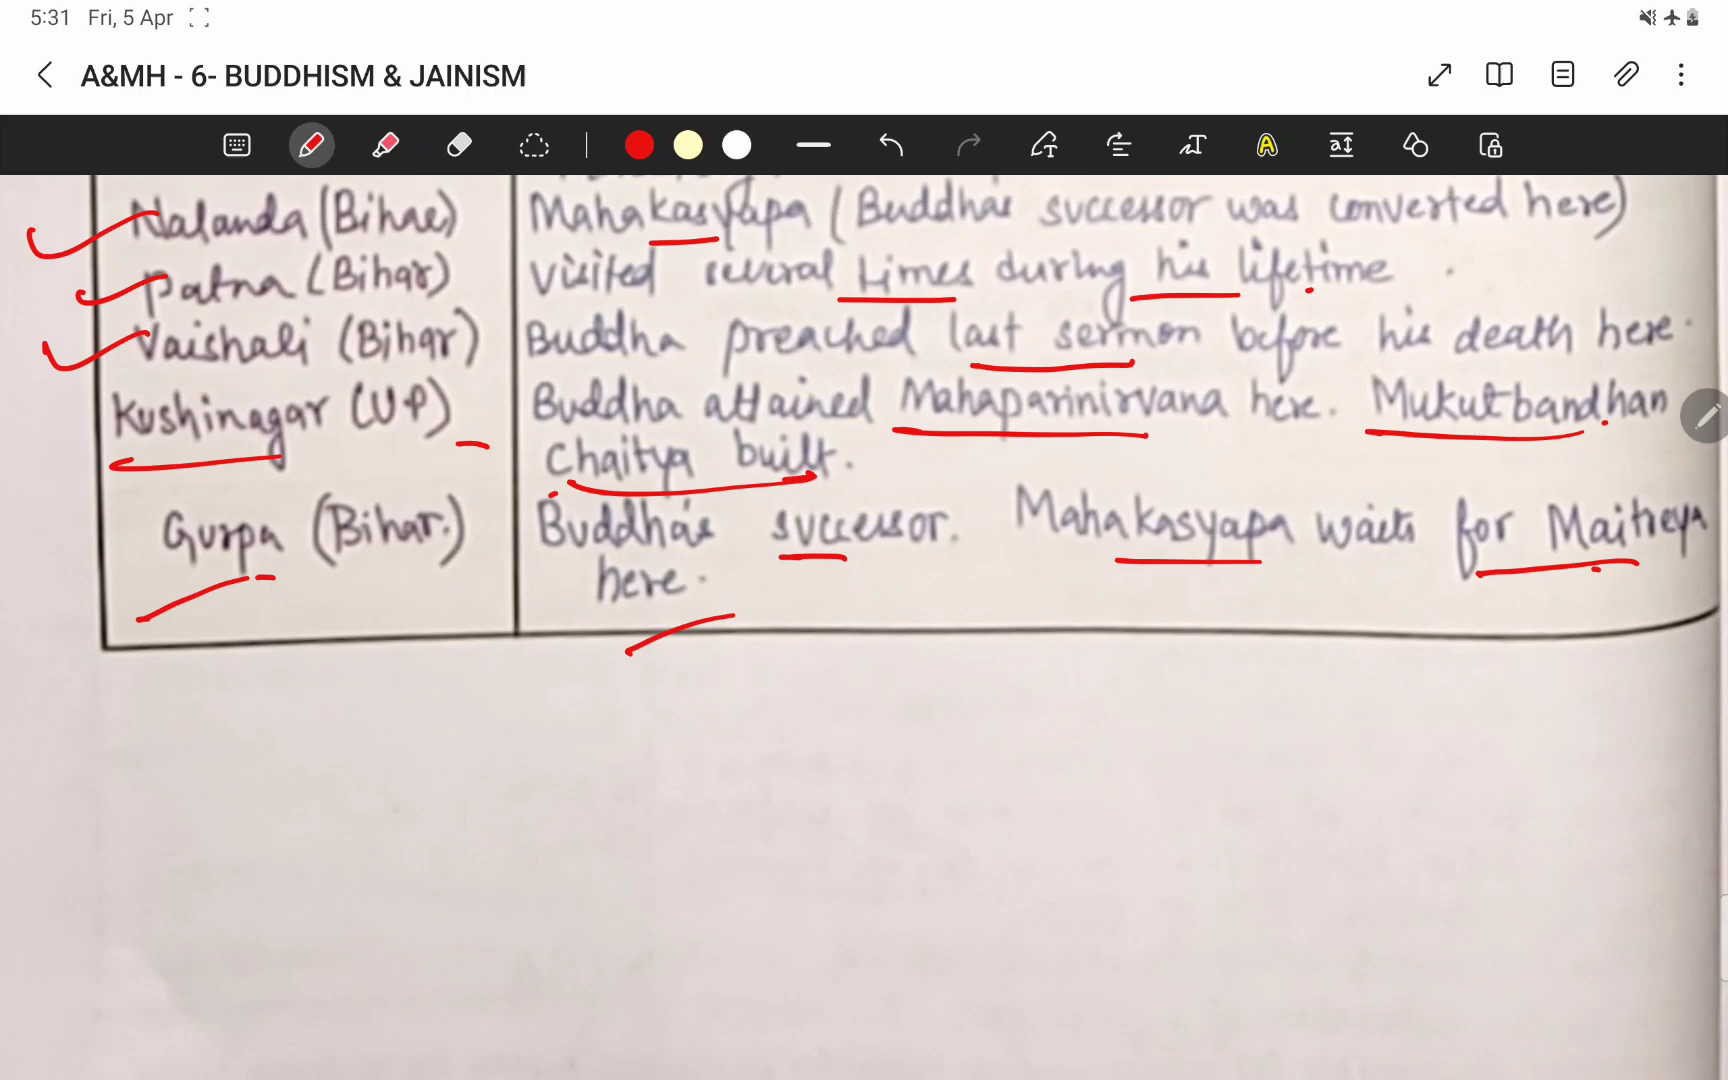 5:31 Fri, 5 Apr
A&MH - 6- BUDDHISM & JAINISM
Nalanda (Bihar) Mahakasyapa (Buddha's successor was converted here)
Patna (Bihar) Visited several times during his lifetime.
Vaishali (Bihar) Buddha preached last sermon before his death here.
Kushinagar (UP) Buddha attained Mahaparinirvana here. Mukutbandhan
Chaitya built.
Gurpa (Bihar.) Buddha's successor. Mahakasyapa waits for Maitreya
here.